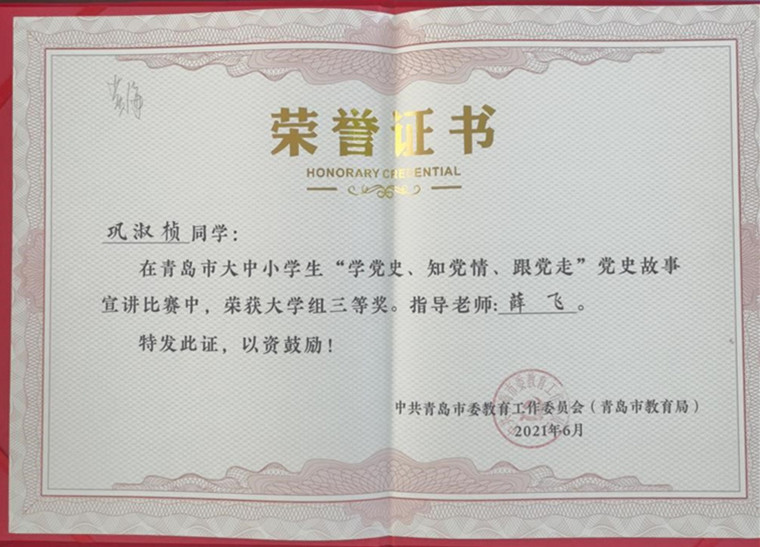 荣誉证书
HONORARY CREDENTIAL
巩淑桢同学：
在青岛市大中小学生“学党史、知党情、跟党走”党史故事
宣讲比赛中，荣获大学组三等奖。指导老师:薛飞。
特发此证，以资鼓励！
中共青岛市委教育工作委员会（青岛市教育局）
2021年6月